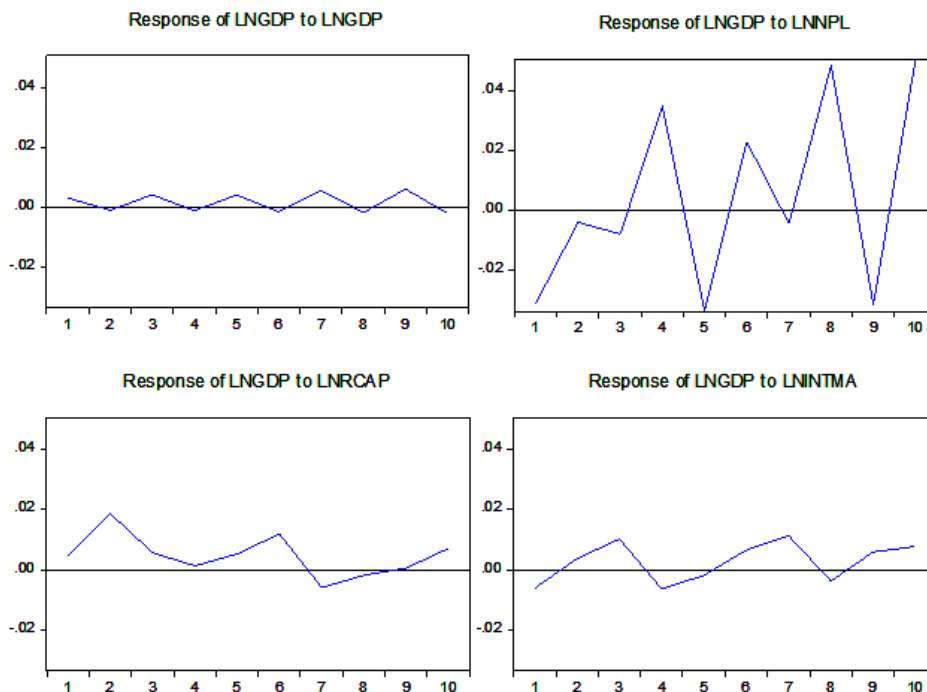 Response of LNGDP to LNGDP
.04
.02
.00
-.02
1 2 3 4 5 6 7 8 9 10
Response of LNGDP to LNNPL
.04
.02
.00
-.02
1 2 3 4 5 6 7 8 9 10
Response of LNGDP to LNRCAP
.04
.02
.00
-.02
1 2 3 4 5 6 7 8 9 10
Response of LNGDP to LNINTMA
.04
.02
.00
-.02
1 2 3 4 5 6 7 8 9 10